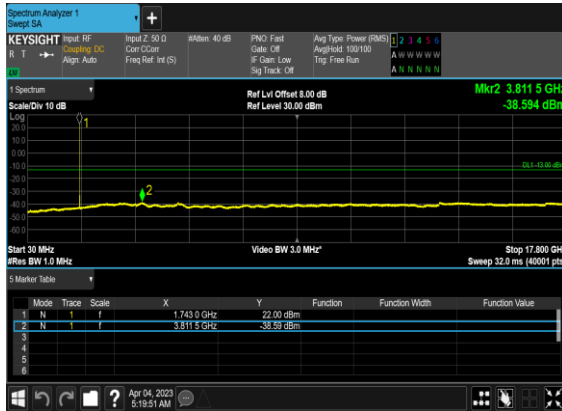 Spectrum Analyzer 1
Swept SA
+
KEYSIGHT Input: RF Input Z: 50 Ω #Atten: 40 dB PNO: Fast Avg Type: Power (RMS) 1 2 3 4 5 6
R T Coupling: DC Corr CCorr Gate: Off Avg|Hold: 100/100 A W W W W W
Align: Auto Freq Ref: Int (S) IF Gain: Low Trig: Free Run
LXI Sig Track: Off A N N N N N
1 Spectrum Ref Lvl Offset 8.00 dB Mkr2 3.811 5 GHz
Scale/Div 10 dB Ref Level 30.00 dBm -38.594 dBm
Log
1
20.0
10.0
0.00
-10.0 DL1 -13.00 dBm
-20.0
-30.0 2
-40.0
-50.0
-60.0
Start 30 MHz Video BW 3.0 MHz* Stop 17.800 GHz
#Res BW 1.0 MHz Sweep 32.0 ms (40001 pts)
5 Marker Table
Mode Trace Scale X Y Function Function Width Function Value
1 N 1 f 1.743 0 GHz 22.00 dBm
2 N 1 f 3.811 5 GHz -38.59 dBm
3
4
5
6
? Apr 04, 2023
5:19:51 AM